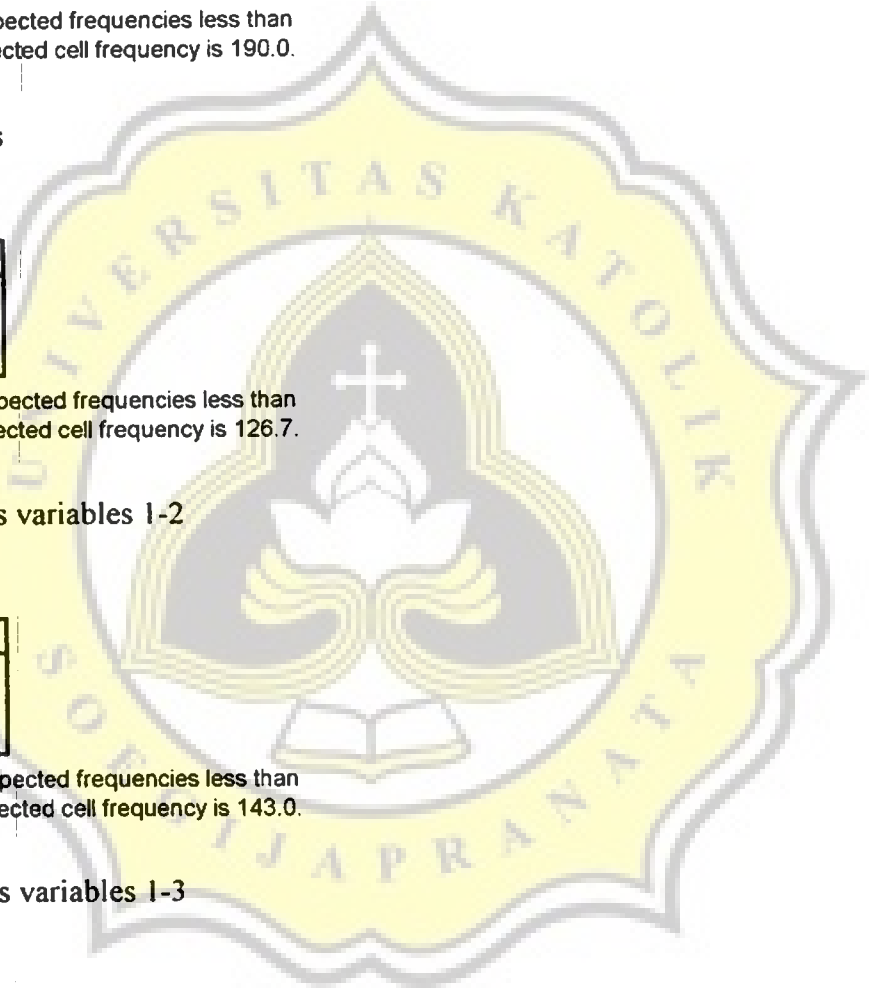 pected frequencies less than
ected cell frequency is 190.0.
s
pected frequencies less than
ected cell frequency is 126.7.
s variables 1-2
pected frequencies less than
ected cell frequency is 143.0.
s variables 1-3
UNIVERSITAS KATOLIK
SOEGIJAPRANATA